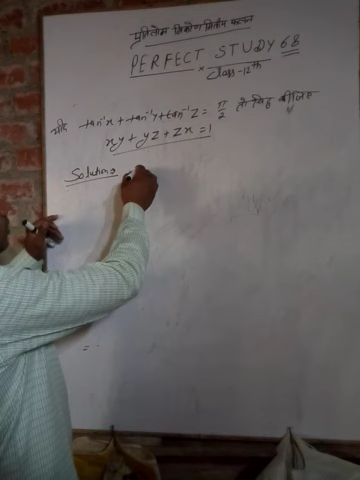 प्रतिलोम त्रिकोणमितीय फलन
PERFECT STUDY 68
× Class-12th
यदि tan⁻¹x + tan⁻¹y + tan⁻¹z = π/2 तो सिद्ध कीजिए
xy + yz + zx = 1
Solution⇒